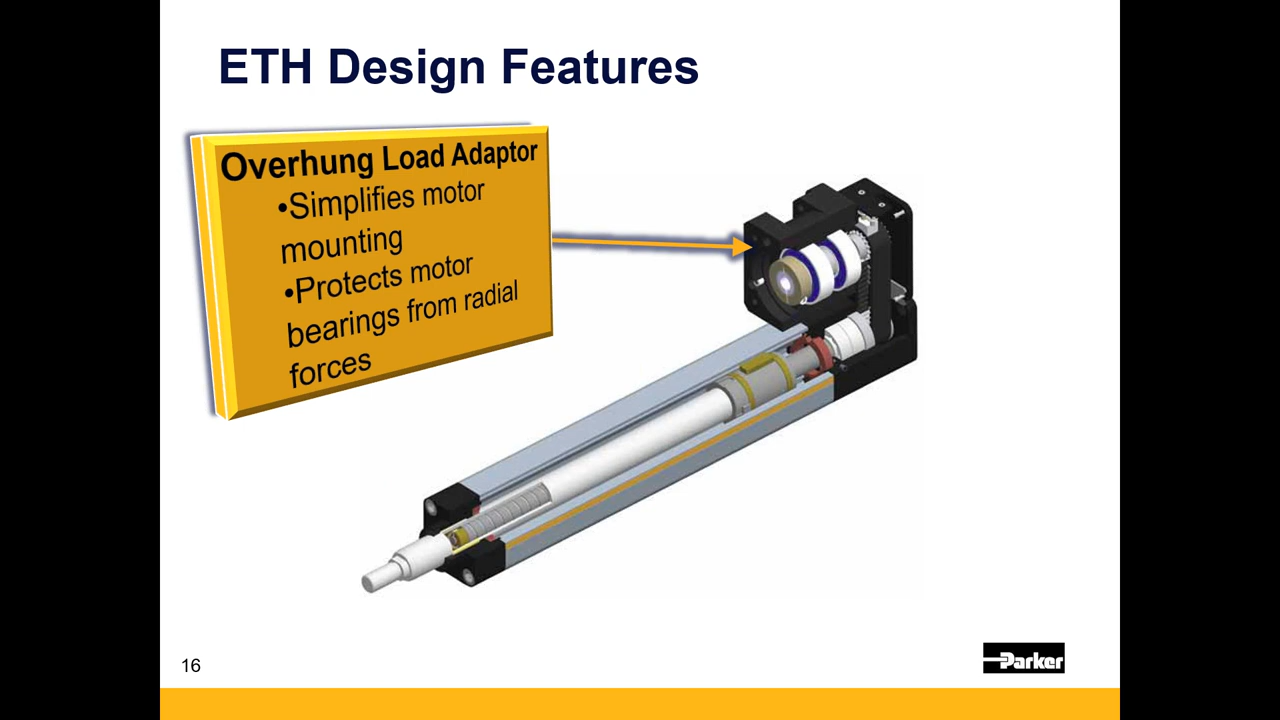 ETH Design Features
Overhung Load Adaptor
•Simplifies motor
mounting
•Protects motor
bearings from radial
forces
16
Parker